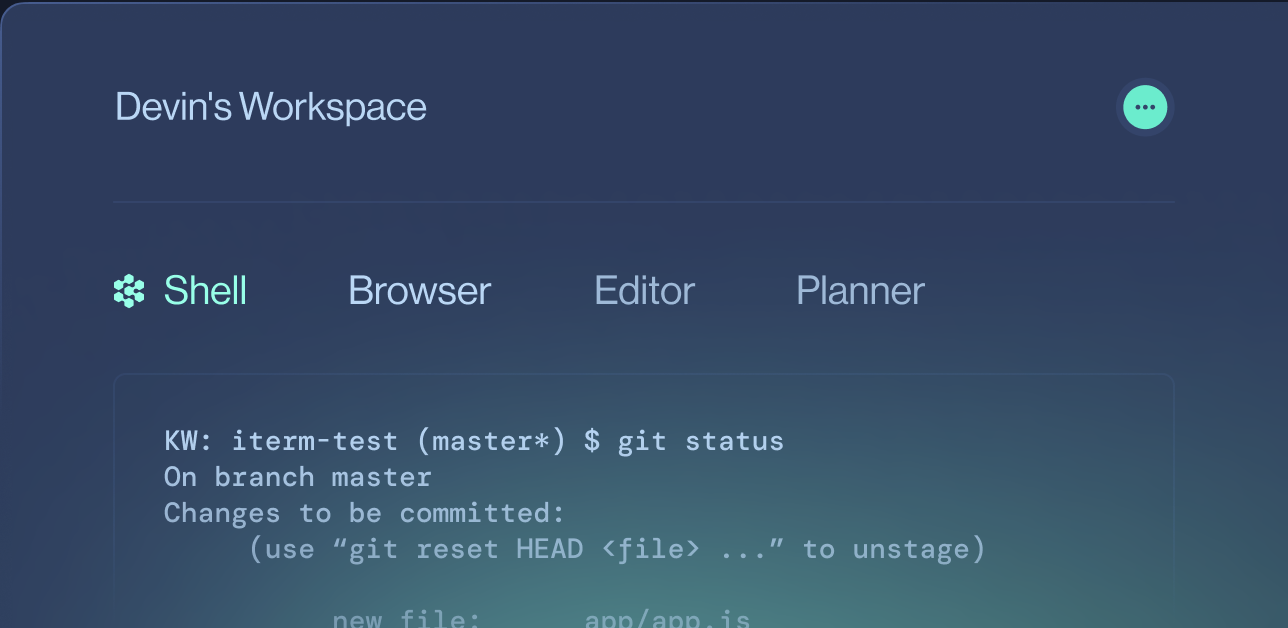 Devin's Workspace
Shell Browser Editor Planner
KW: iterm-test (master*) $ git status
On branch master
Changes to be committed:
(use “git reset HEAD <file> ...” to unstage)
new file: app/app.js